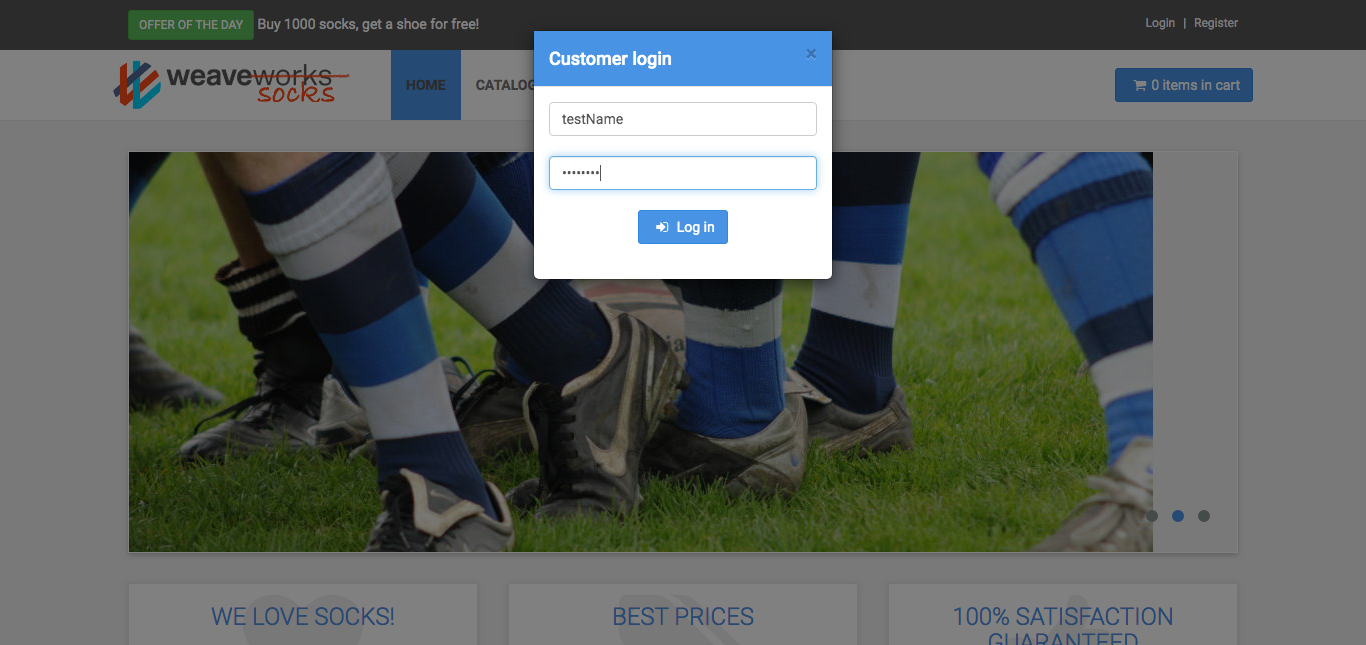 OFFER OF THE DAY Buy 1000 socks, get a shoe for free!
Login | Register
Customer login ×
weaveworks
socks
HOME
CATALOG
0 items in cart
testName
••••••••
Log in
WE LOVE SOCKS!
BEST PRICES
100% SATISFACTION
GUARANTEED